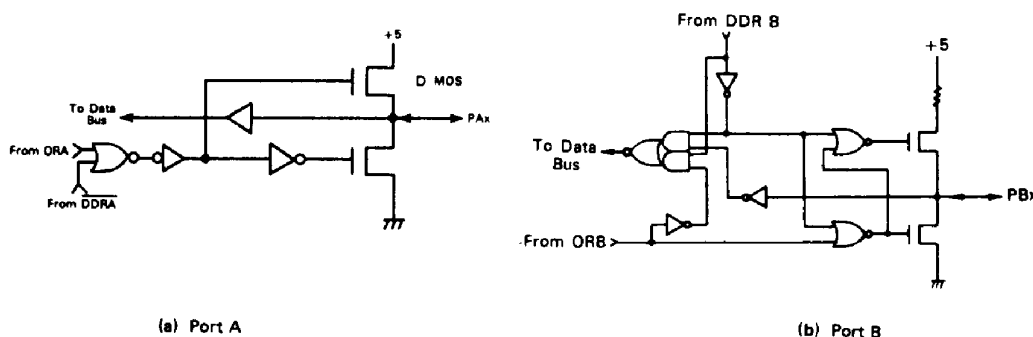 +5
D MOS
To Data
Bus
PAx
From ORA
From DDRA
(a) Port A
From DDR B
+5
To Data
Bus
PBx
From ORB
(b) Port B